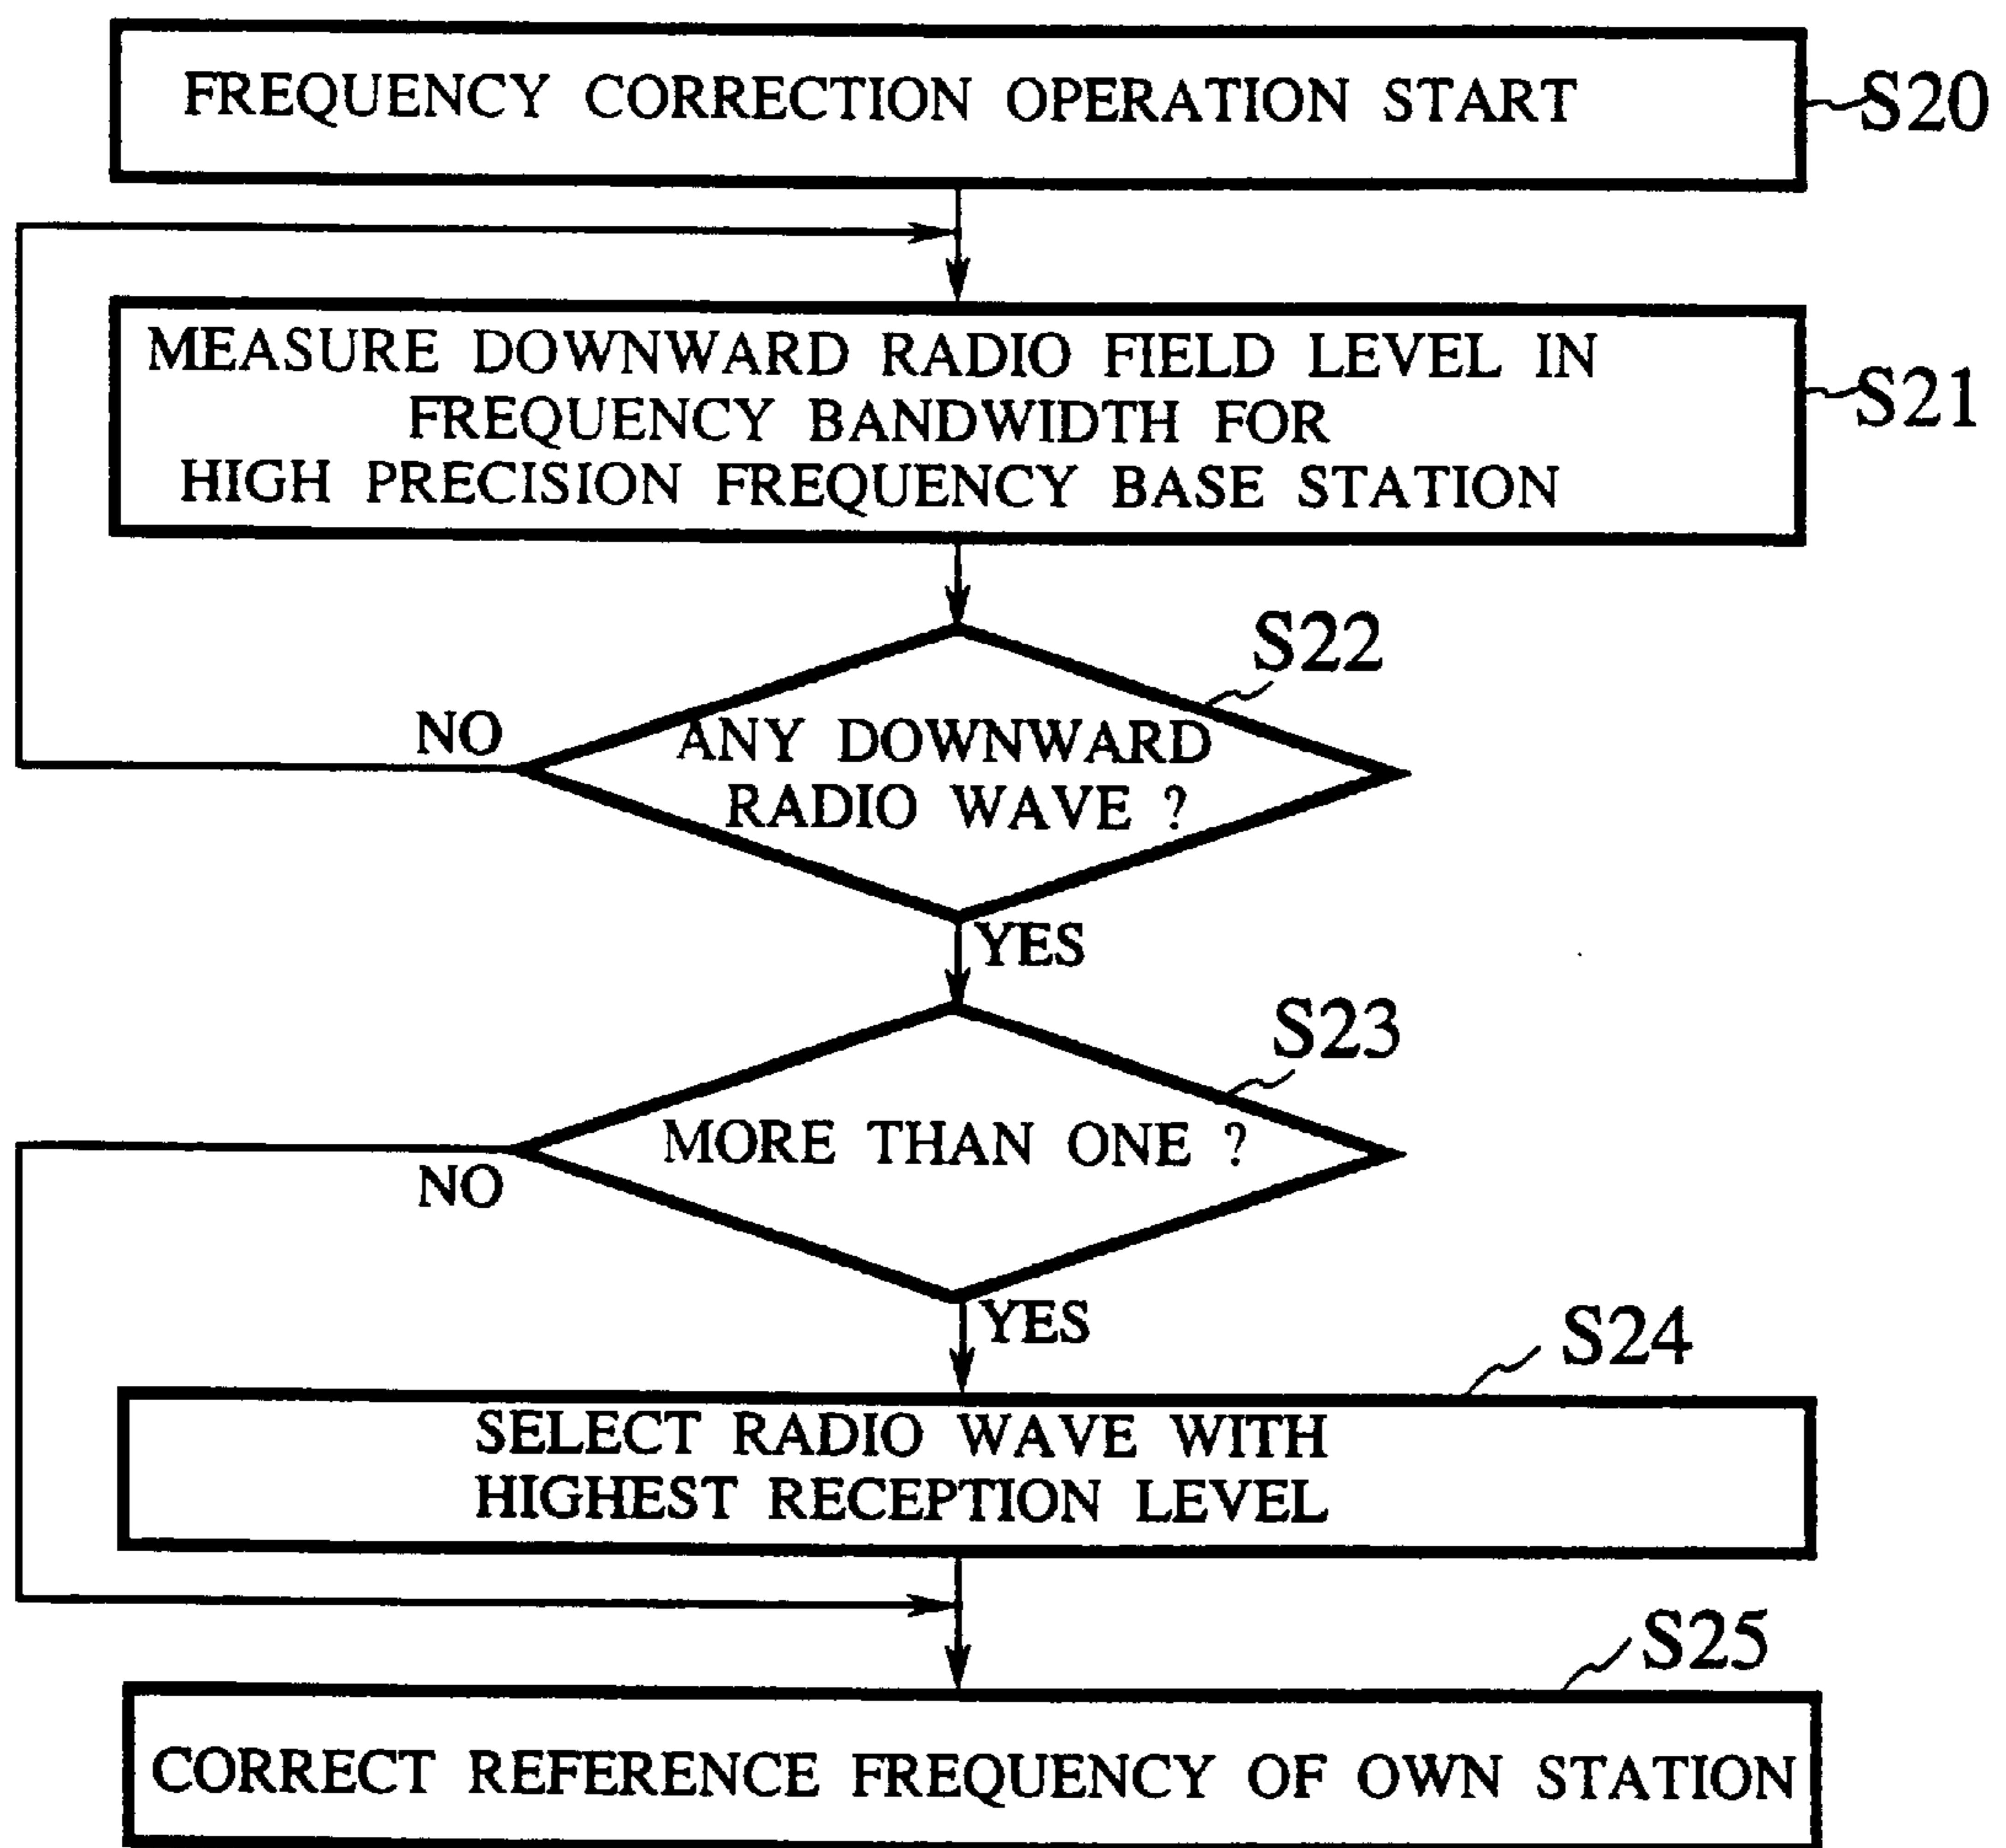 FREQUENCY CORRECTION OPERATION START
S20
MEASURE DOWNWARD RADIO FIELD LEVEL IN
FREQUENCY BANDWIDTH FOR
HIGH PRECISION FREQUENCY BASE STATION
S21
S22
NO
ANY DOWNWARD
RADIO WAVE ?
YES
S23
MORE THAN ONE ?
NO
YES
S24
SELECT RADIO WAVE WITH
HIGHEST RECEPTION LEVEL
S25
CORRECT REFERENCE FREQUENCY OF OWN STATION